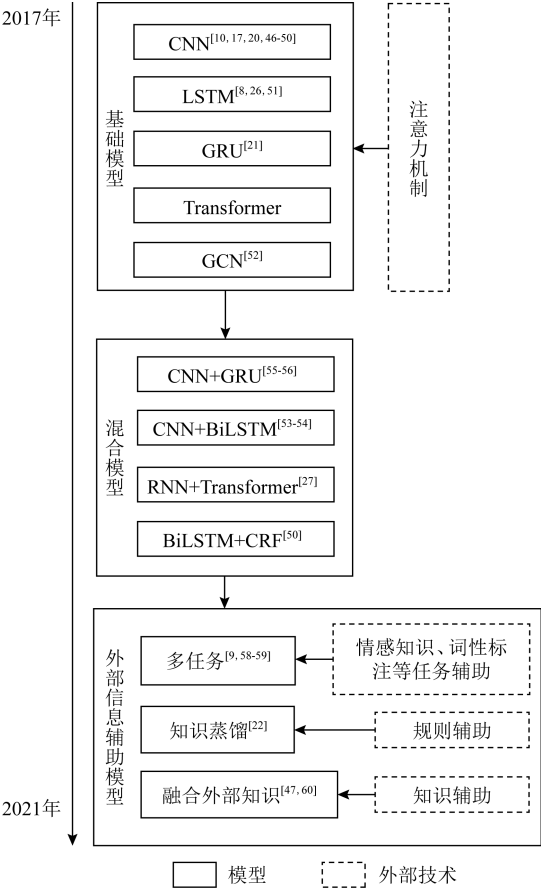 2017年
CNN[10, 17, 20, 46-50]
LSTM[8, 26, 51]
GRU[21]
Transformer
GCN[52]
基础模型
注意力机制
CNN+GRU[55-56]
CNN+BiLSTM[53-54]
RNN+Transformer[27]
BiLSTM+CRF[50]
混合模型
外部信息辅助模型
多任务[9, 58-59]
情感知识、词性标
注等任务辅助
知识蒸馏[22]
规则辅助
融合外部知识[47, 60]
知识辅助
2021年
模型
外部技术